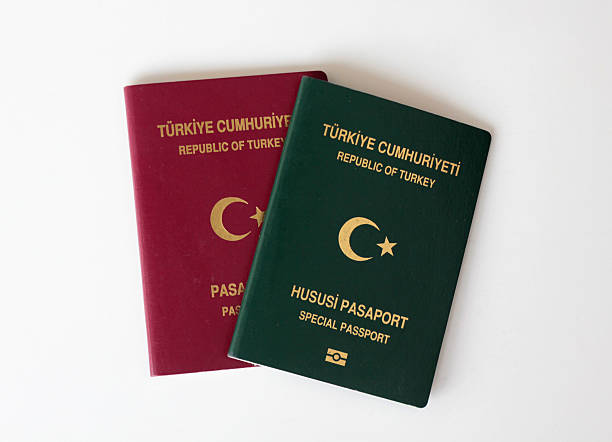 TÜRKİYE CUMHURİYE
REPUBLIC OF TURKEY
PASA
PAS
TÜRKİYE CUMHURİYETİ
REPUBLIC OF TURKEY
HUSUSİ PASAPORT
SPECIAL PASSPORT